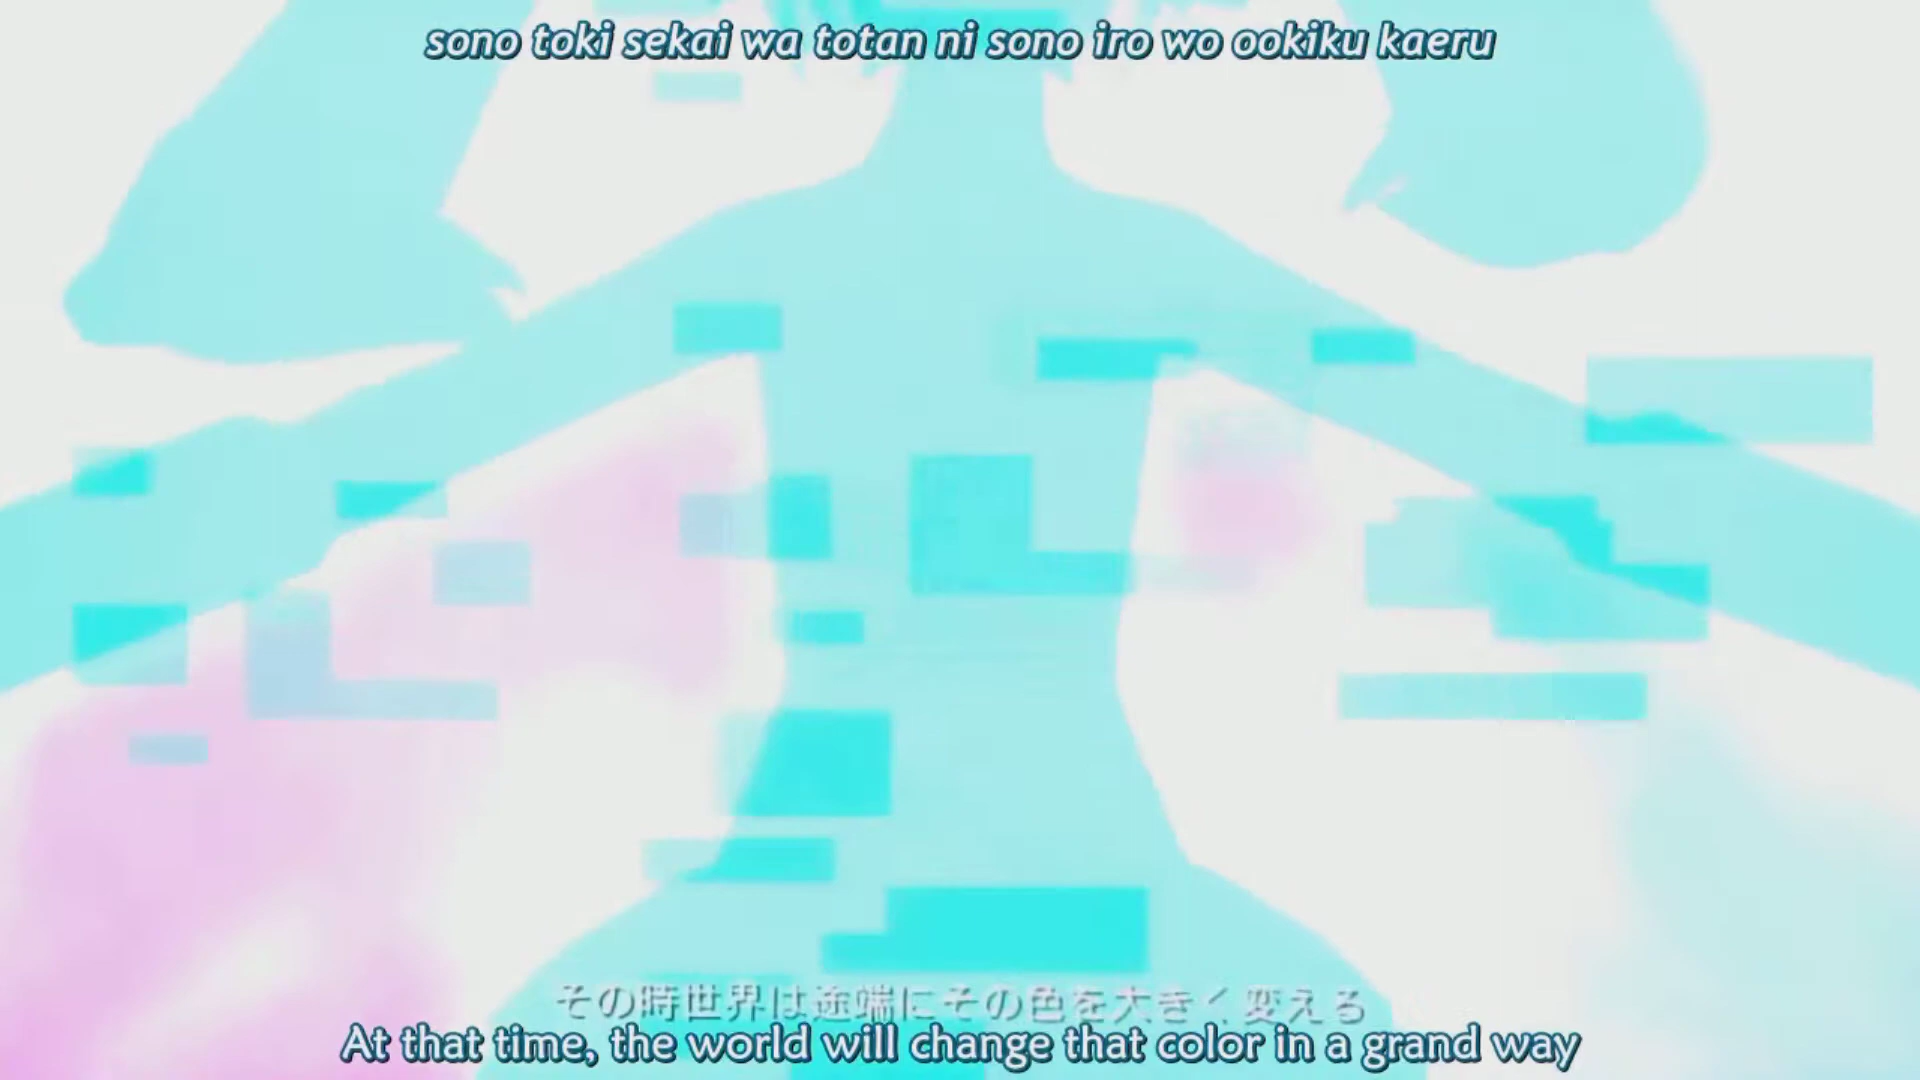 sono toki sekai wa totan ni sono iro wo ookiku kaeru
その時世界は途端にその色を大きく変える
At that time, the world will change that color in a grand way